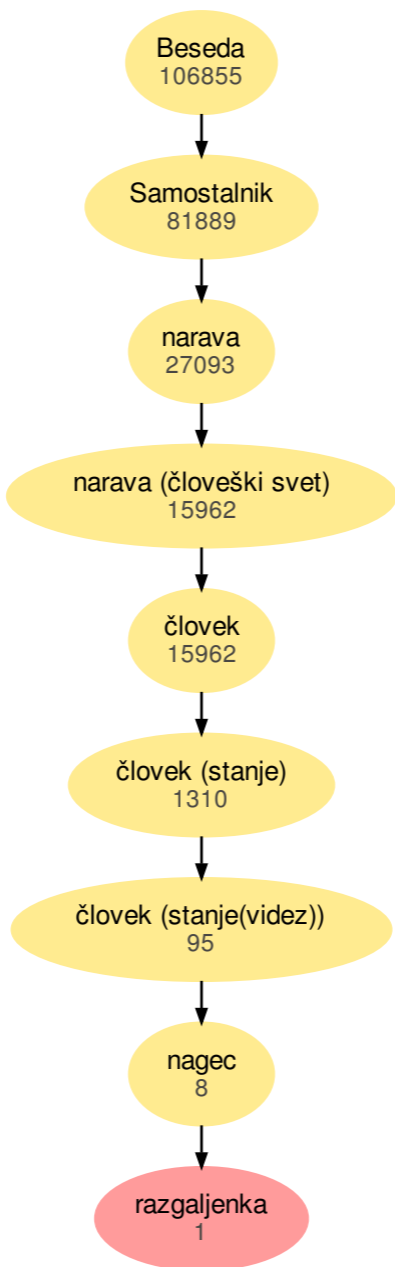 Beseda
106855
Samostalnik
81889
narava
27093
narava (človeški svet)
15962
človek
15962
človek (stanje)
1310
človek (stanje(videz))
95
nagec
8
razgaljenka
1